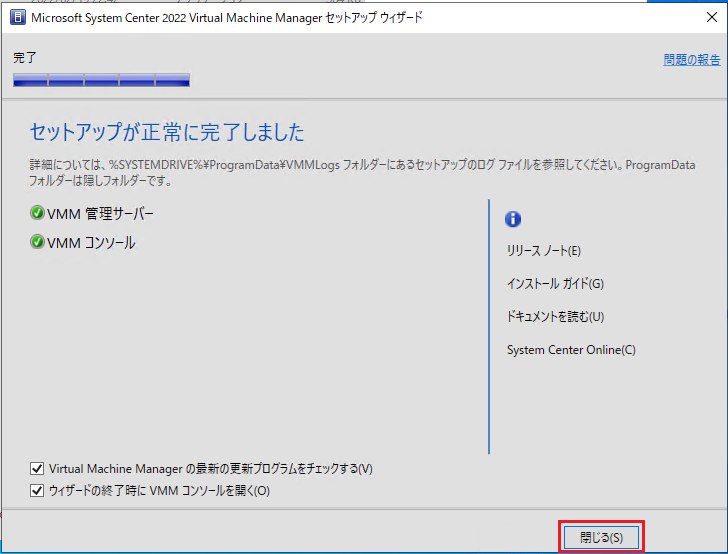 Microsoft System Center 2022 Virtual Machine Manager セットアップ ウィザード
完了
問題の報告
セットアップが正常に完了しました
詳細については、%SYSTEMDRIVE%¥ProgramData¥VMMLogs フォルダーにあるセットアップのログ ファイルを参照してください。ProgramData
フォルダーは隠しフォルダーです。
VMM 管理サーバー
VMM コンソール
リリース ノート(E)
インストール ガイド(G)
ドキュメントを読む(U)
System Center Online(C)
Virtual Machine Manager の最新の更新プログラムをチェックする(V)
ウィザードの終了時に VMM コンソールを開く(O)
閉じる(S)